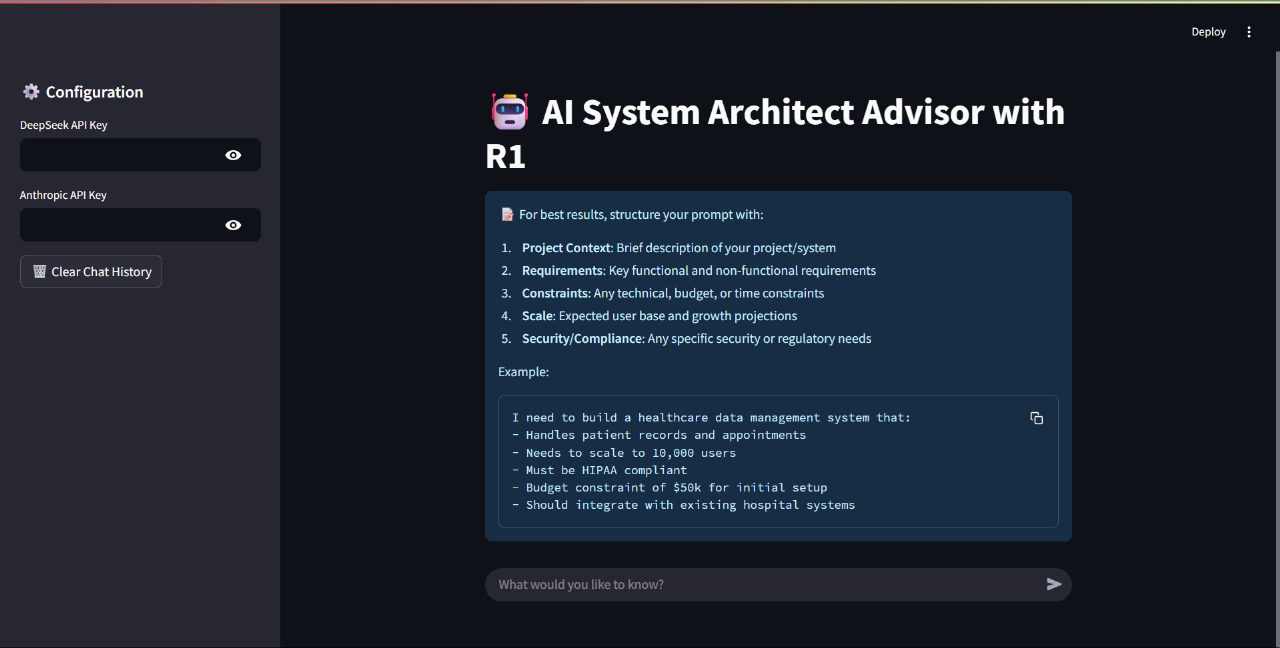 Deploy
Configuration
DeepSeek API Key
Anthropic API Key
Clear Chat History
AI System Architect Advisor with
R1
For best results, structure your prompt with:
1. Project Context: Brief description of your project/system
2. Requirements: Key functional and non-functional requirements
3. Constraints: Any technical, budget, or time constraints
4. Scale: Expected user base and growth projections
5. Security/Compliance: Any specific security or regulatory needs
Example:
I need to build a healthcare data management system that:
- Handles patient records and appointments
- Needs to scale to 10,000 users
- Must be HIPAA compliant
- Budget constraint of $50k for initial setup
- Should integrate with existing hospital systems
What would you like to know?